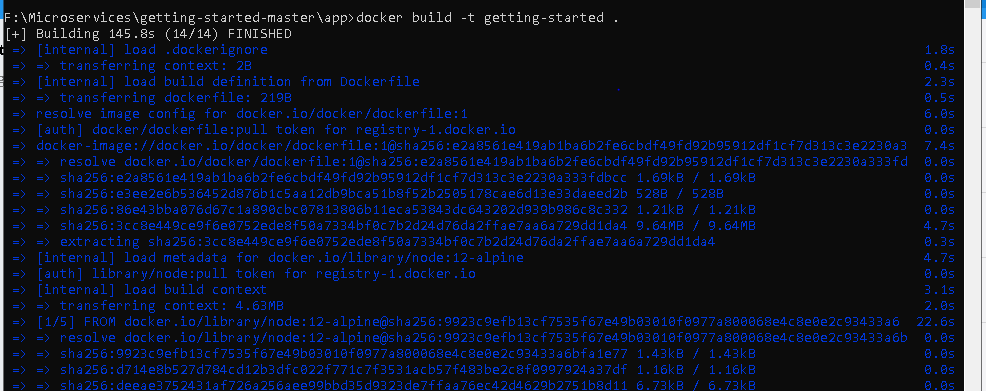 F:\Microservices\getting-started-master\app>docker build -t getting-started .
[+] Building 145.8s (14/14) FINISHED
=> [internal] load .dockerignore 1.8s
=> => transferring context: 2B 0.4s
=> [internal] load build definition from Dockerfile 2.3s
=> => transferring dockerfile: 219B 0.5s
=> resolve image config for docker.io/docker/dockerfile:1 6.0s
=> [auth] docker/dockerfile:pull token for registry-1.docker.io 0.0s
=> docker-image://docker.io/docker/dockerfile:1@sha256:e2a8561e419ab1ba6b2fe6cbdf49fd92b95912df1cf7d313c3e2230a3 7.4s
=> => resolve docker.io/docker/dockerfile:1@sha256:e2a8561e419ab1ba6b2fe6cbdf49fd92b95912df1cf7d313c3e2230a333fd 0.0s
=> => sha256:e2a8561e419ab1ba6b2fe6cbdf49fd92b95912df1cf7d313c3e2230a333fdbcc 1.69kB / 1.69kB 0.0s
=> => sha256:e3ee2e6b536452d876b1c5aa12db9bca51b8f52b2505178cae6d13e33daeed2b 528B / 528B 0.0s
=> => sha256:86e43bba076d67c1a890cbc07813806b11eca53843dc643202d939b986c8c332 1.21kB / 1.21kB 0.0s
=> => sha256:3cc8e449ce9f6e0752ede8f50a7334bf0c7b2d24d76da2ffae7aa6a729dd1da4 9.64MB / 9.64MB 4.7s
=> => extracting sha256:3cc8e449ce9f6e0752ede8f50a7334bf0c7b2d24d76da2ffae7aa6a729dd1da4 0.3s
=> [internal] load metadata for docker.io/library/node:12-alpine 4.7s
=> [auth] library/node:pull token for registry-1.docker.io 0.0s
=> [internal] load build context 3.1s
=> => transferring context: 4.63MB 2.0s
=> [1/5] FROM docker.io/library/node:12-alpine@sha256:9923c9efb13cf7535f67e49b03010f0977a800068e4c8e0e2c93433a6 22.6s
=> => resolve docker.io/library/node:12-alpine@sha256:9923c9efb13cf7535f67e49b03010f0977a800068e4c8e0e2c93433a6b 0.0s
=> => sha256:9923c9efb13cf7535f67e49b03010f0977a800068e4c8e0e2c93433a6bfa1e77 1.43kB / 1.43kB 0.0s
=> => sha256:d714e8b527d784cd12b3dfc022f771c7f3531acb57f483be2c8f0997924a37df 1.16kB / 1.16kB 0.0s
=> => sha256:deeae3752431af726a256aee99bbd35d9323de7ffaa76ec42d4629b2751b8d11 6.73kB / 6.73kB 0.0s